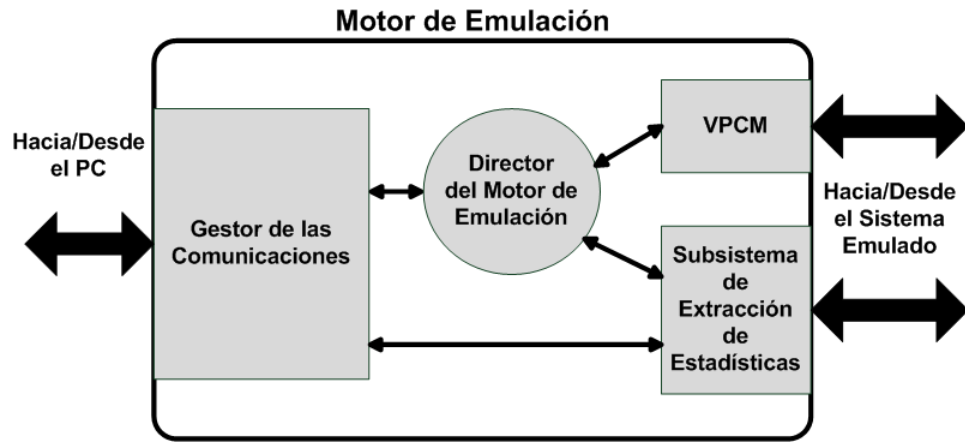 Motor de Emulación
Hacia/Desde
el PC
Gestor de las
Comunicaciones
Director
del Motor de
Emulación
VPCM
Subsistema
de
Extracción
de
Estadísticas
Hacia/Desde
el Sistema
Emulado